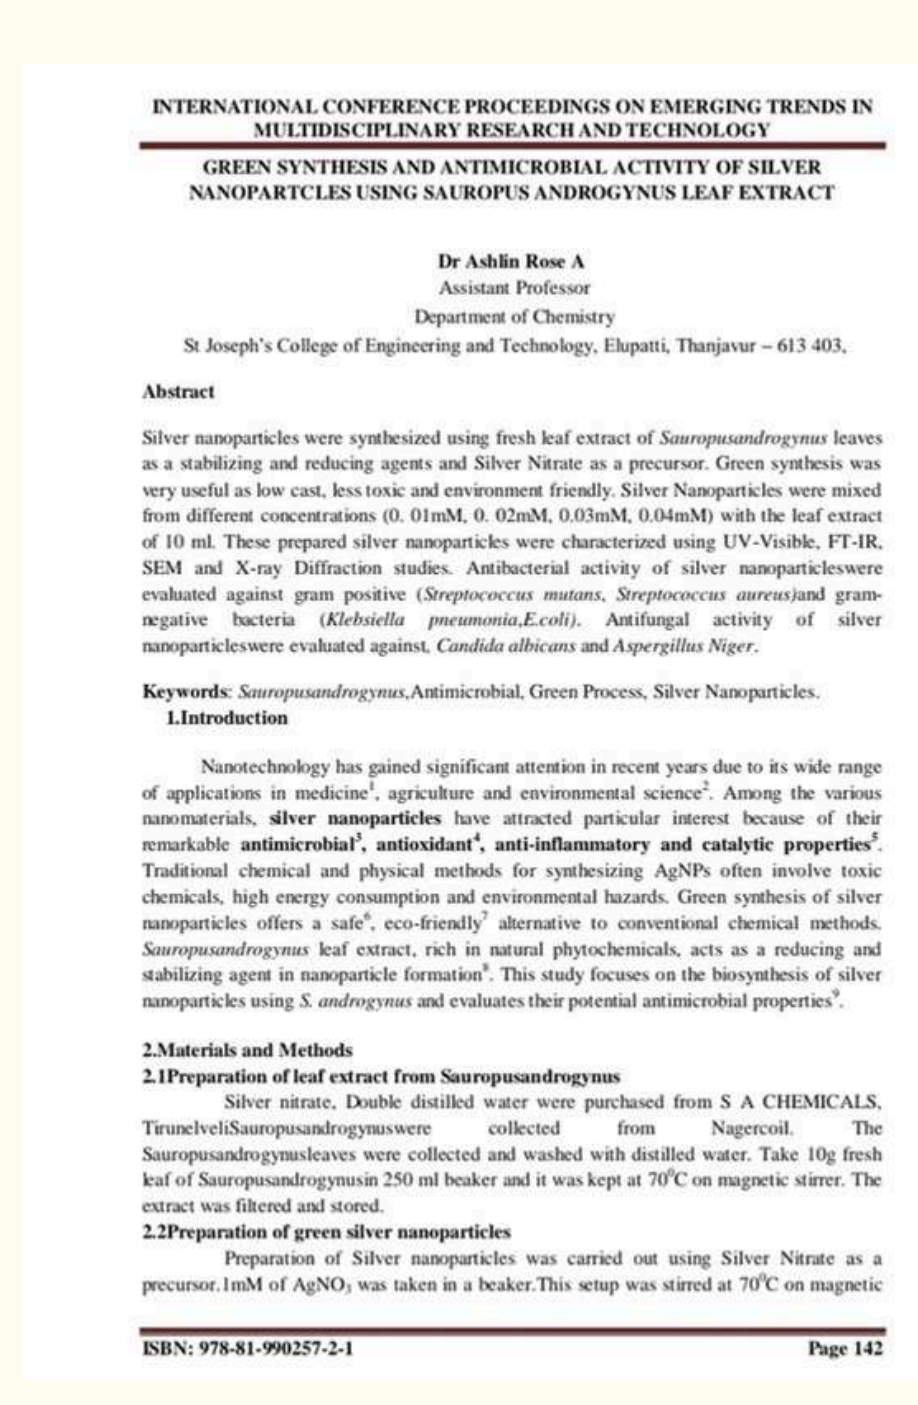 INTERNATIONAL CONFERENCE PROCEEDINGS ON EMERGING TRENDS IN
MULTIDISCIPLINARY RESEARCH AND TECHNOLOGY
GREEN SYNTHESIS AND ANTIMICROBIAL ACTIVITY OF SILVER
NANOPARTCLES USING SAUROPUS ANDROGYNUS LEAF EXTRACT
Dr Ashlin Rose A
Assistant Professor
Department of Chemistry
St Joseph's College of Engineering and Technology, Elupatti, Thanjavur – 613 403,
Abstract
Silver nanoparticles were synthesized using fresh leaf extract of Sauropusandrogynus leaves
as a stabilizing and reducing agents and Silver Nitrate as a precursor. Green synthesis was
very useful as low cast, less toxic and environment friendly. Silver Nanoparticles were mixed
from different concentrations (0. 01mM, 0. 02mM, 0.03mM, 0.04mM) with the leaf extract
of 10 ml. These prepared silver nanoparticles were characterized using UV-Visible, FT-IR,
SEM and X-ray Diffraction studies. Antibacterial activity of silver nanoparticleswere
evaluated against gram positive (Streptococcus mutans, Streptococcus aureus)and gram-
negative bacteria (Klebsiella pneumonia,E.coli). Antifungal activity of silver
nanoparticleswere evaluated against, Candida albicans and Aspergillus Niger.
Keywords: Sauropusandrogynus,Antimicrobial, Green Process, Silver Nanoparticles.
1.Introduction
Nanotechnology has gained significant attention in recent years due to its wide range
of applications in medicine¹, agriculture and environmental science². Among the various
nanomaterials, silver nanoparticles have attracted particular interest because of their
remarkable antimicrobial³, antioxidant⁴, anti-inflammatory and catalytic properties⁵.
Traditional chemical and physical methods for synthesizing AgNPs often involve toxic
chemicals, high energy consumption and environmental hazards. Green synthesis of silver
nanoparticles offers a safe⁶, eco-friendly⁷ alternative to conventional chemical methods.
Sauropusandrogynus leaf extract, rich in natural phytochemicals, acts as a reducing and
stabilizing agent in nanoparticle formation⁸. This study focuses on the biosynthesis of silver
nanoparticles using S. androgynus and evaluates their potential antimicrobial properties⁹.
2.Materials and Methods
2.1Preparation of leaf extract from Sauropusandrogynus
Silver nitrate, Double distilled water were purchased from S A CHEMICALS,
TirunelveliSauropusandrogynuswere collected from Nagercoil. The
Sauropusandrogynusleaves were collected and washed with distilled water. Take 10g fresh
leaf of Sauropusandrogynusin 250 ml beaker and it was kept at 70⁰C on magnetic stirrer. The
extract was filtered and stored.
2.2Preparation of green silver nanoparticles
Preparation of Silver nanoparticles was carried out using Silver Nitrate as a
precursor.1mM of AgNO₃ was taken in a beaker.This setup was stirred at 70⁰C on magnetic
ISBN: 978-81-990257-2-1 Page 142